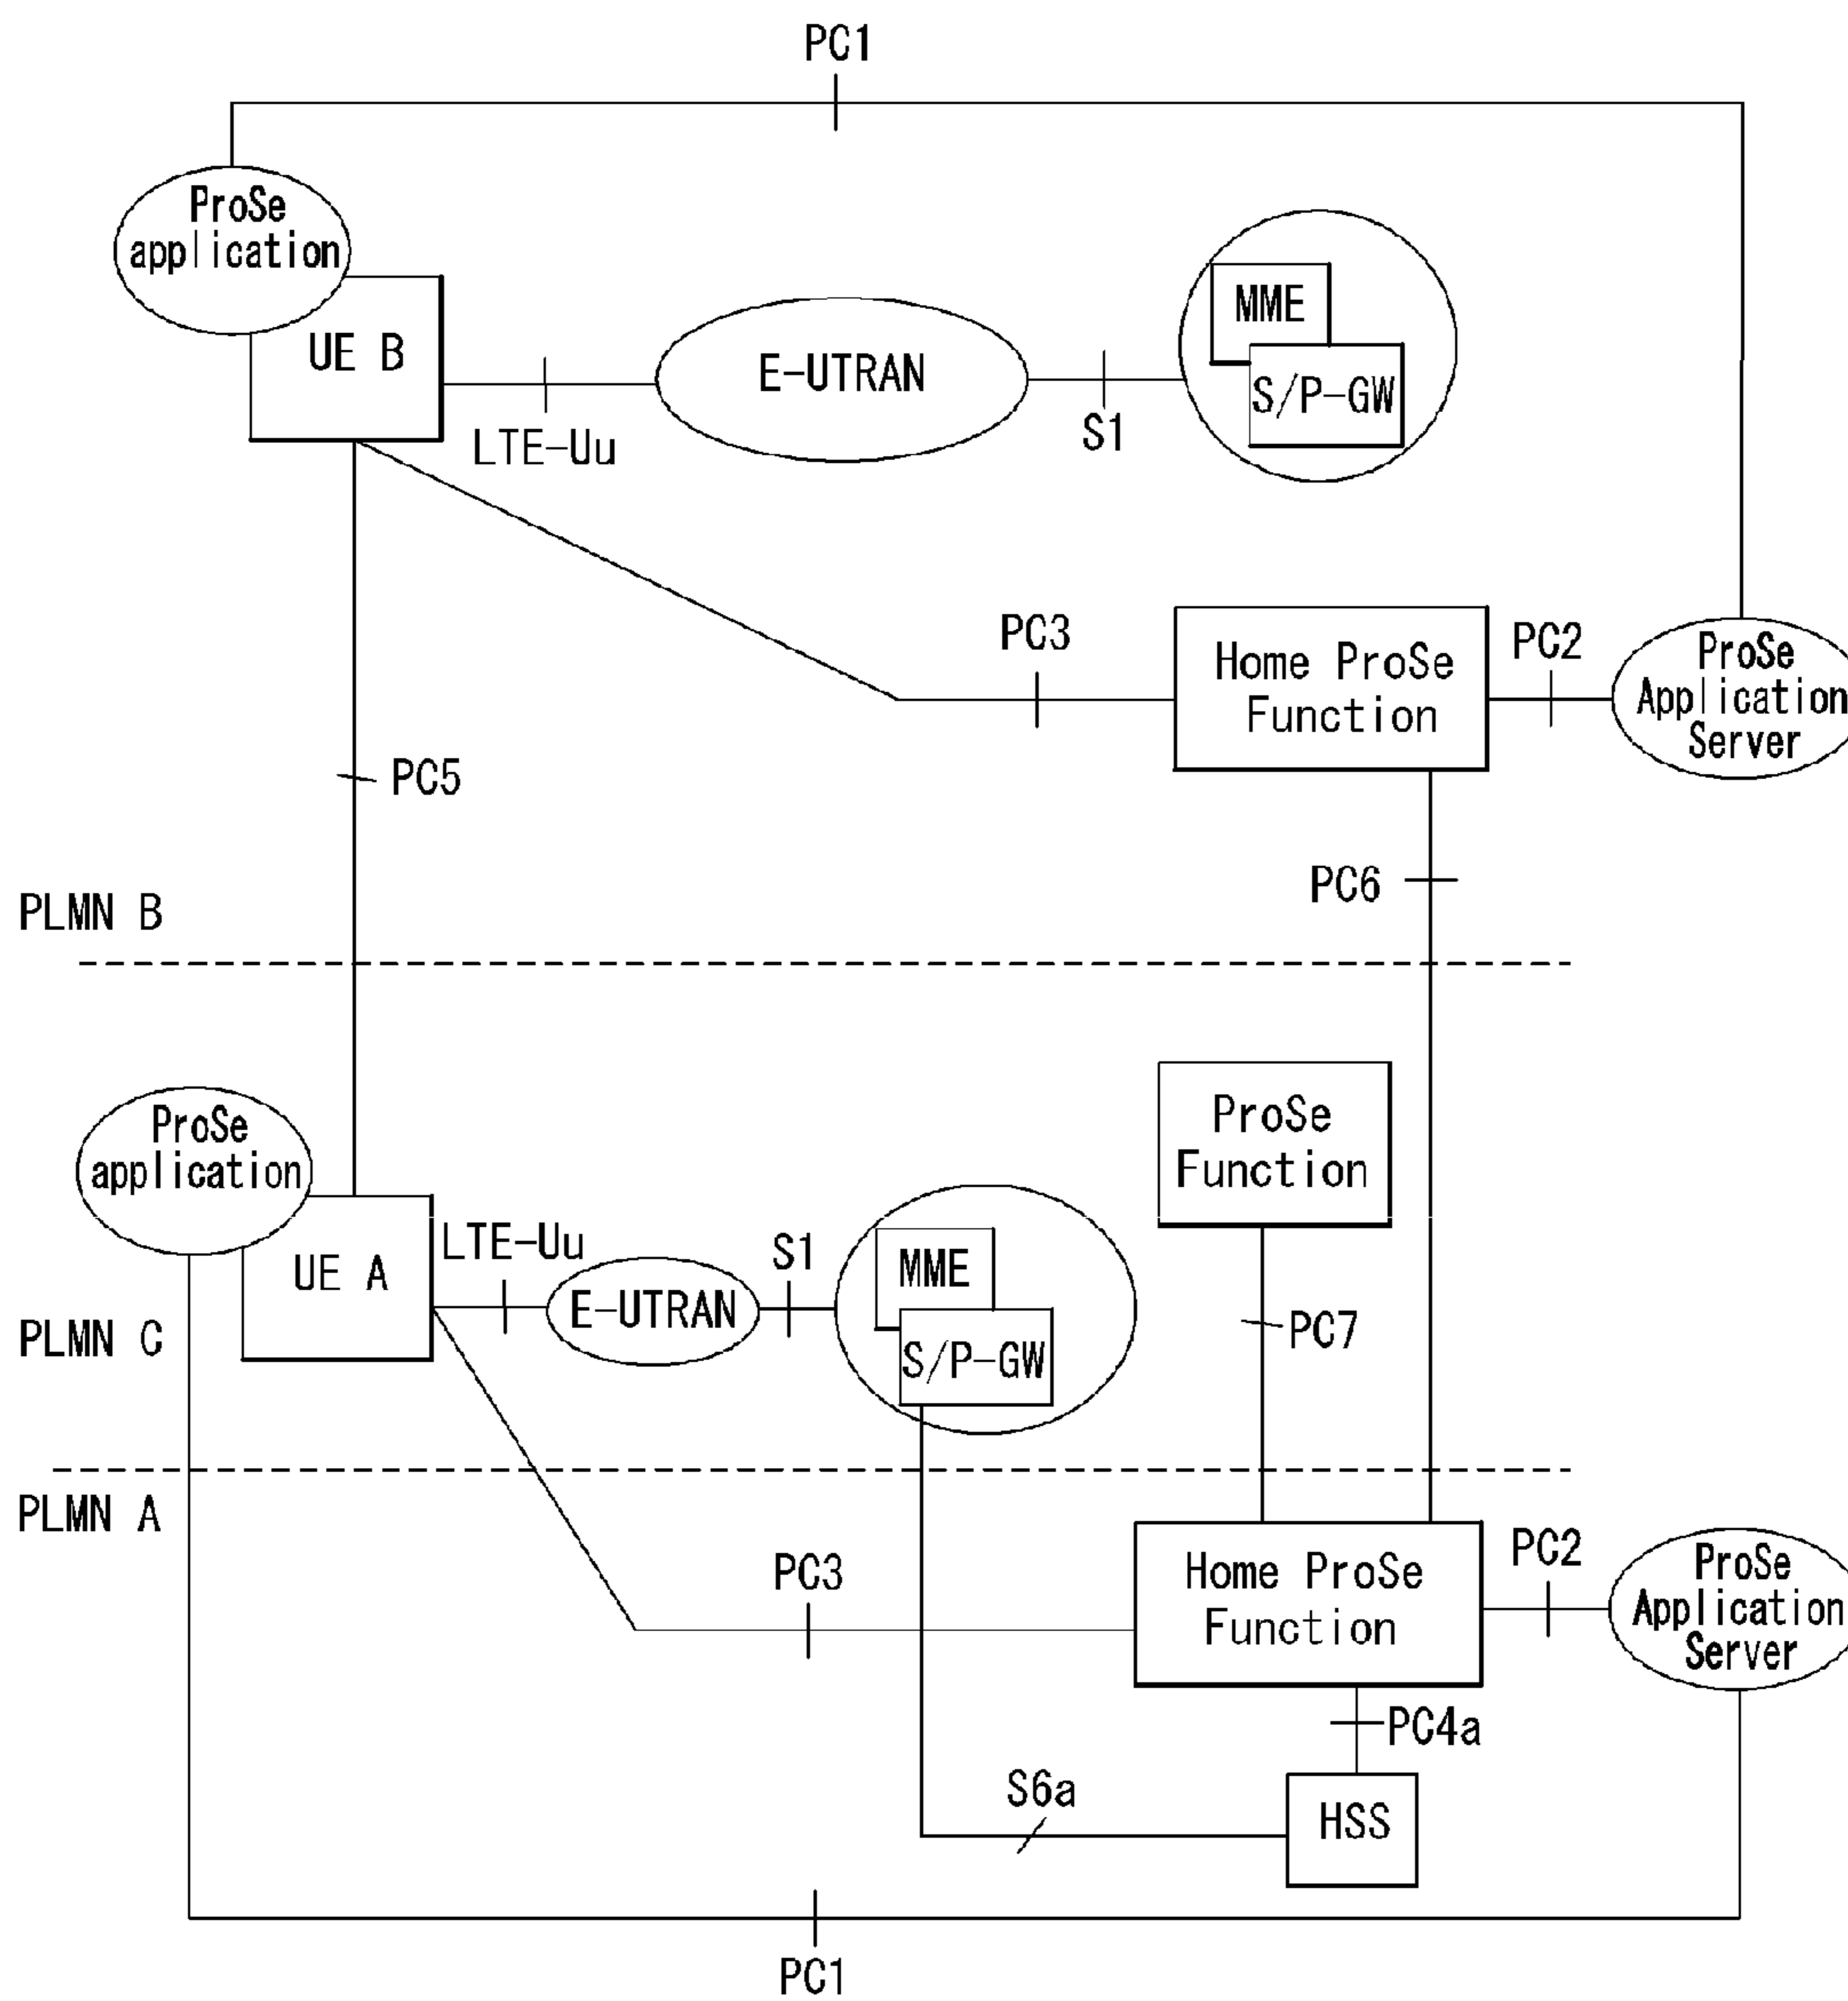 PC1
ProSe
application
UE B
LTE-Uu
E-UTRAN
S1
MME
S/P-GW
PC3
Home ProSe
Function
PC2
ProSe
Application
Server
PC5
PC6
PLMN B
ProSe
application
UE A
LTE-Uu
E-UTRAN
S1
MME
S/P-GW
ProSe
Function
PC7
PLMN C
PLMN A
PC3
Home ProSe
Function
PC2
ProSe
Application
Server
PC4a
S6a
HSS
PC1